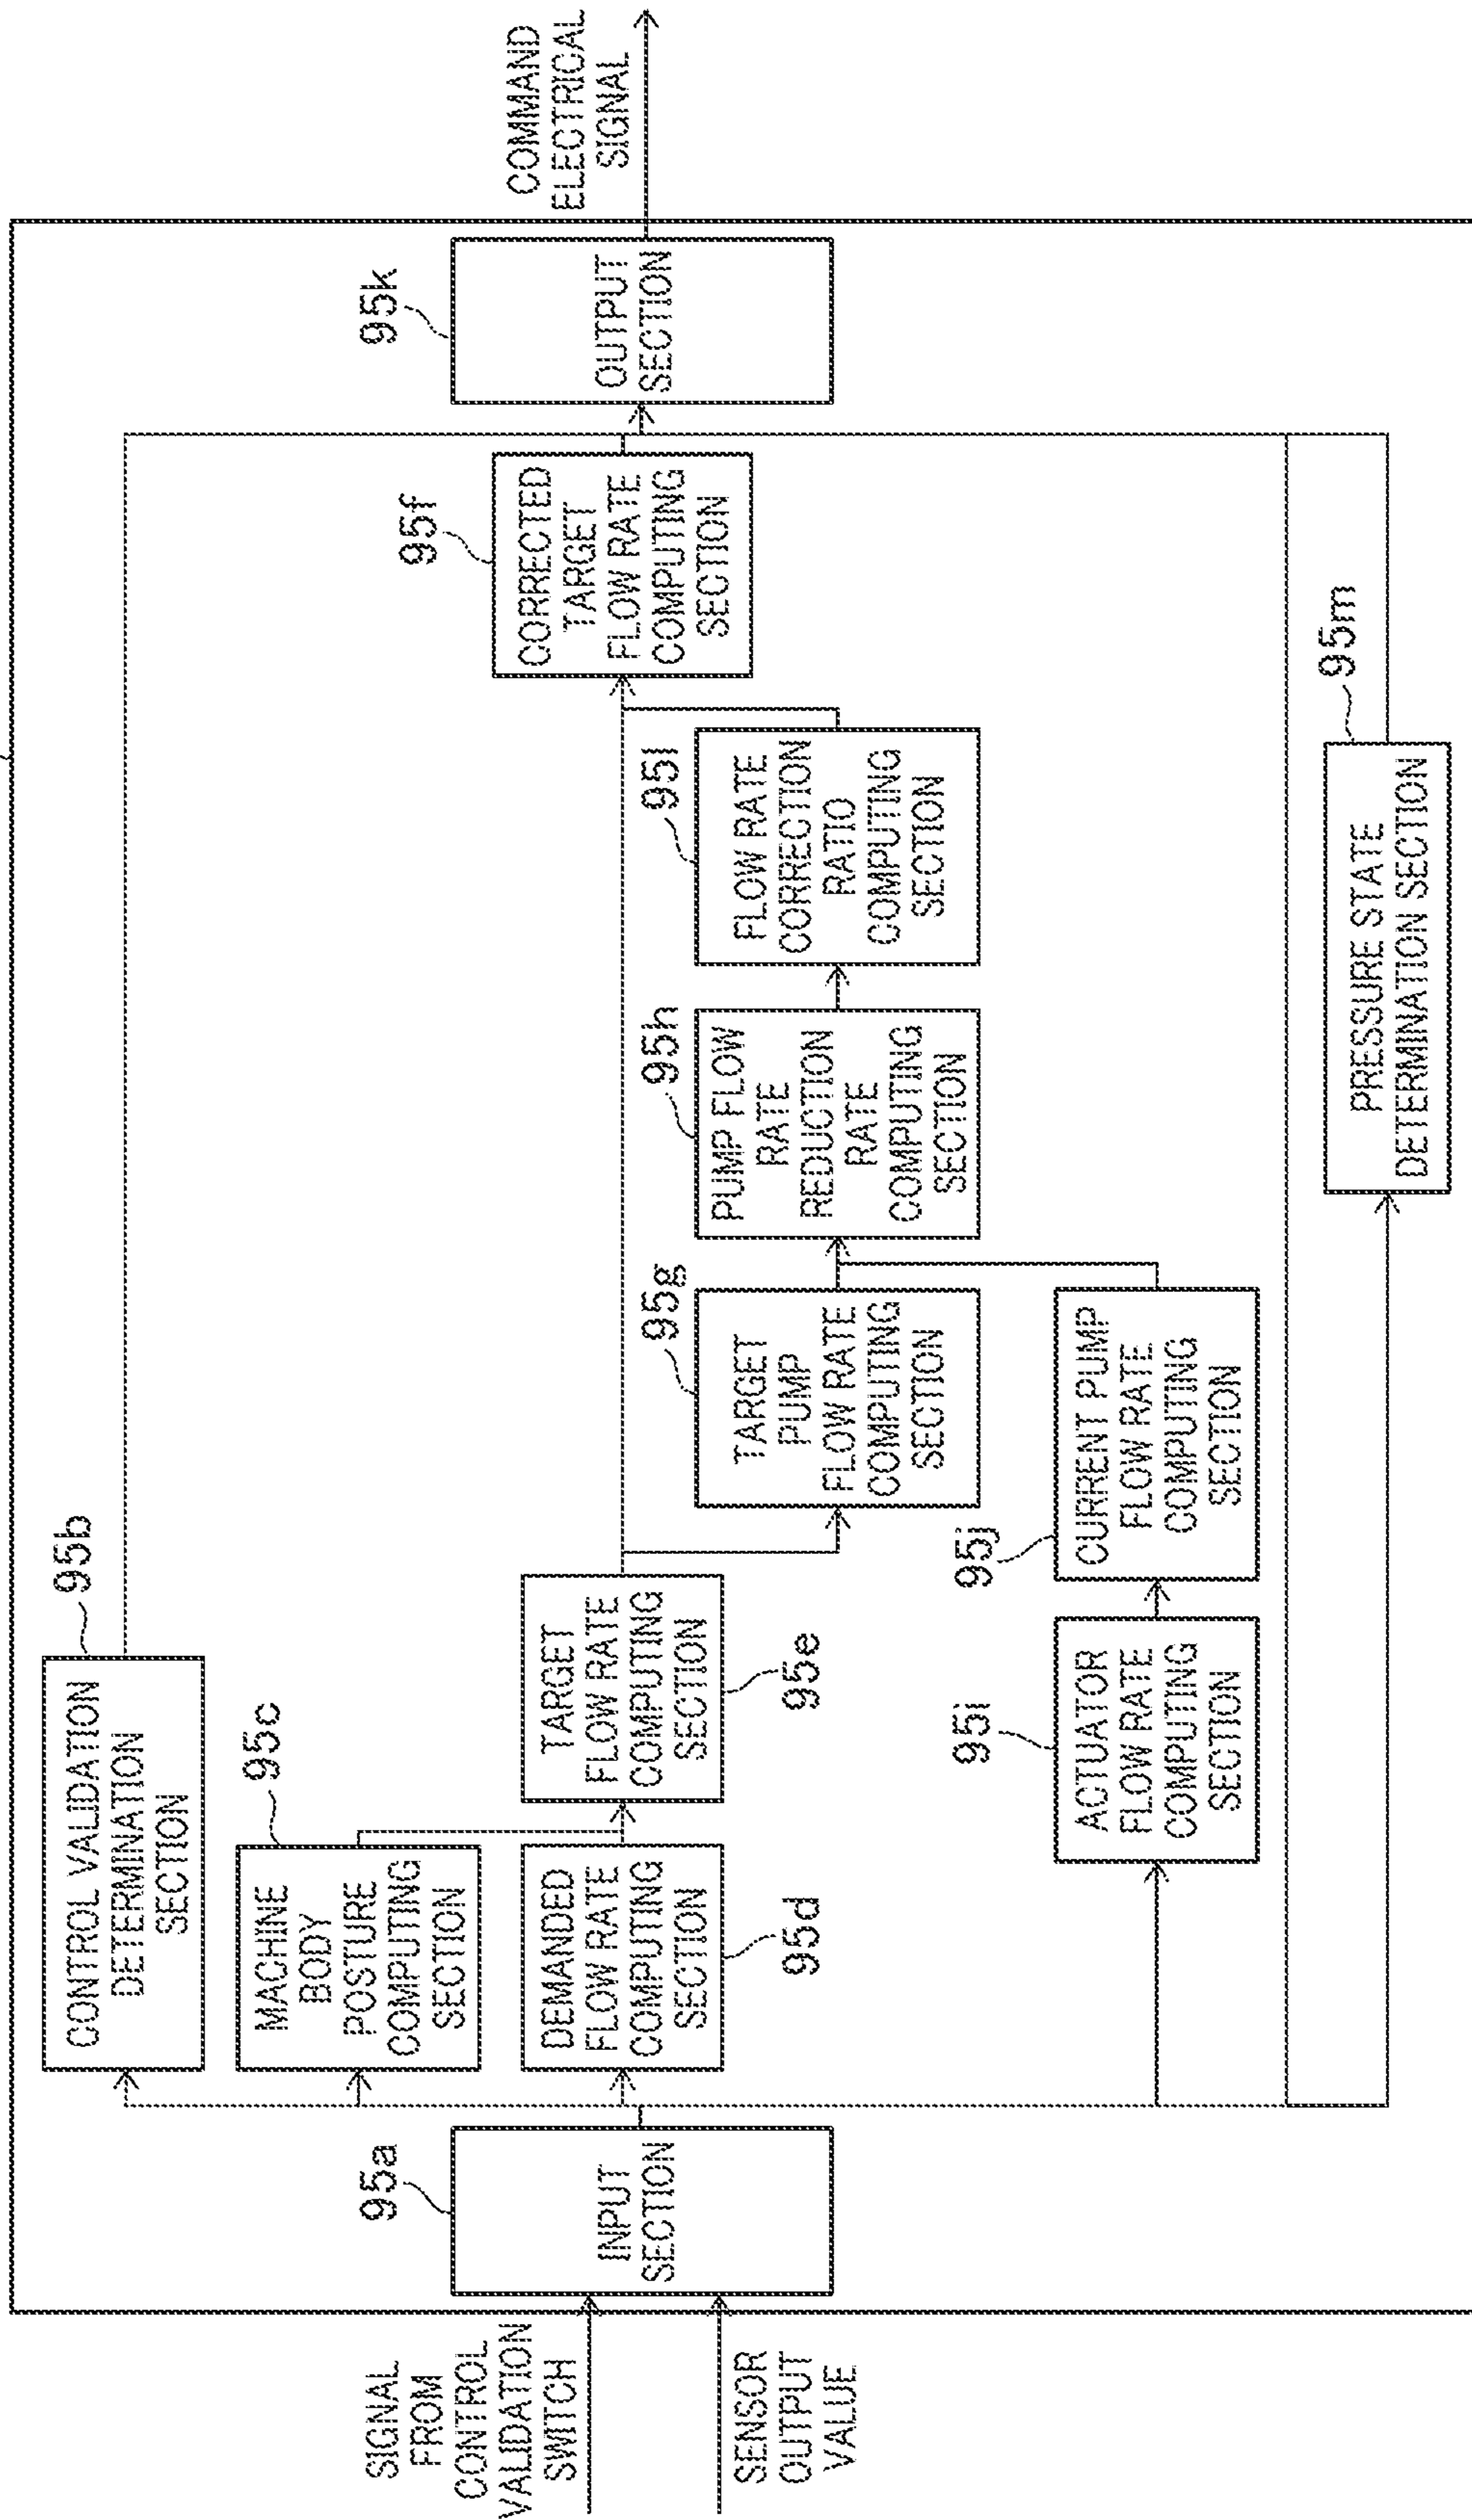 SIGNAL
FROM
CONTROL
VALIDATION
SWITCH
SENSOR
OUTPUT
VALUE
95a
INPUT
SECTION
95b
CONTROL VALIDATION
DETERMINATION
SECTION
95c
MACHINE
BODY
POSTURE
COMPUTING
SECTION
DEMANDED
FLOW RATE
COMPUTING
SECTION
95d
TARGET
FLOW RATE
COMPUTING
SECTION
95e
95i
ACTUATOR
FLOW RATE
COMPUTING
SECTION
95j
CURRENT PUMP
FLOW RATE
COMPUTING
SECTION
95g
TARGET
PUMP
FLOW RATE
COMPUTING
SECTION
95h
PUMP FLOW
RATE
REDUCTION
RATE
COMPUTING
SECTION
95l
FLOW RATE
CORRECTION
RATIO
COMPUTING
SECTION
95f
CORRECTED
TARGET
FLOW RATE
COMPUTING
SECTION
95m
PRESSURE STATE
DETERMINATION SECTION
95k
OUTPUT
SECTION
COMMAND
ELECTRICAL
SIGNAL